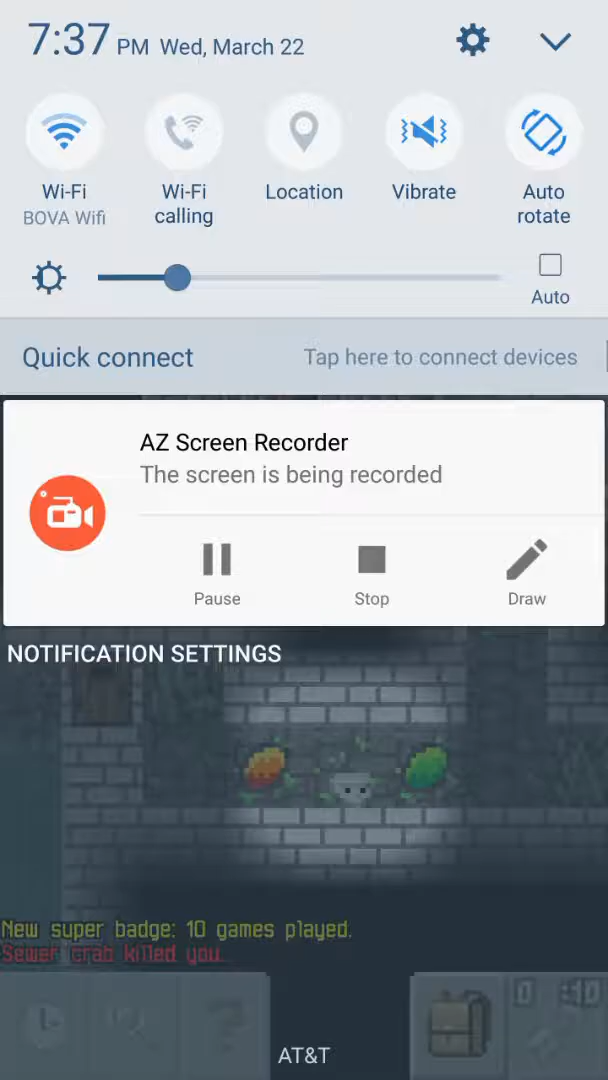 7:37 PM Wed, March 22
Wi-Fi
BOVA Wifi
Wi-Fi
calling
Location
Vibrate
Auto
rotate
Auto
Quick connect
Tap here to connect devices
AZ Screen Recorder
The screen is being recorded
Pause
Stop
Draw
NOTIFICATION SETTINGS
New super badge: 10 games played.
Sewer crab killed you.
AT&T